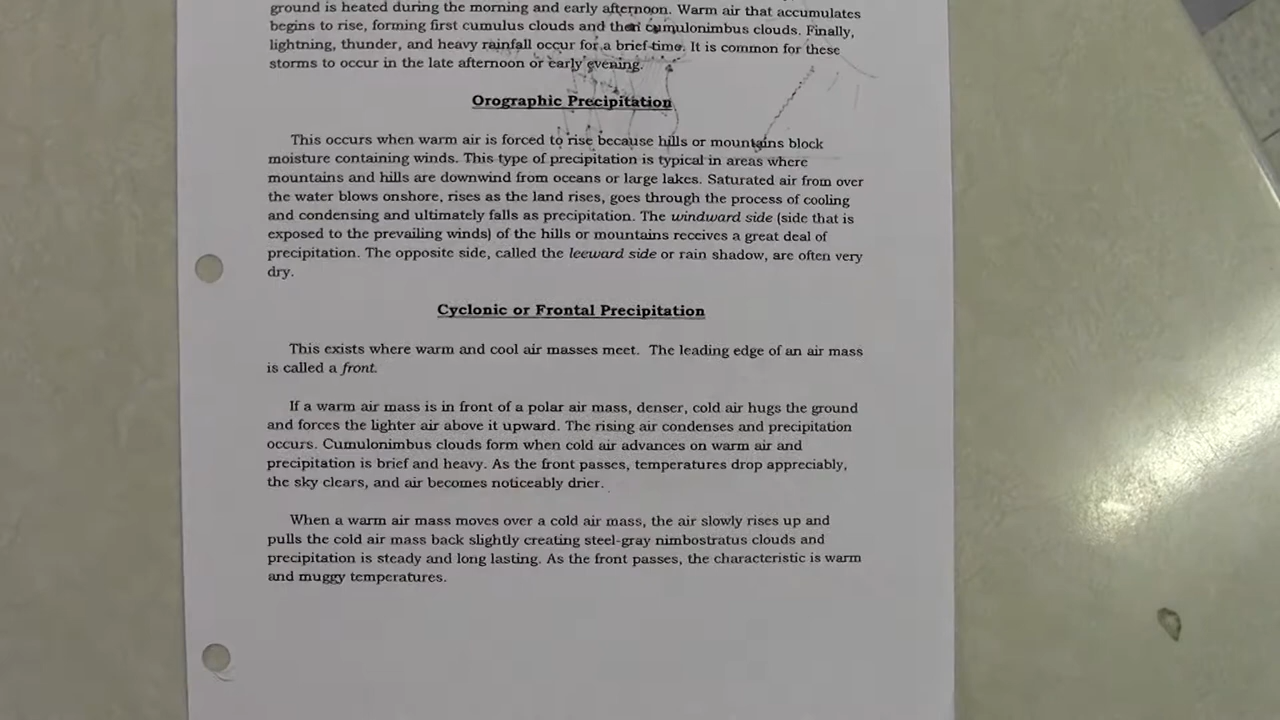 ground is heated during the morning and early afternoon. Warm air that accumulates
begins to rise, forming first cumulus clouds and then cumulonimbus clouds. Finally,
lightning, thunder, and heavy rainfall occur for a brief time. It is common for these
storms to occur in the late afternoon or early evening.
Orographic Precipitation
This occurs when warm air is forced to rise because hills or mountains block
moisture containing winds. This type of precipitation is typical in areas where
mountains and hills are downwind from oceans or large lakes. Saturated air from over
the water blows onshore, rises as the land rises, goes through the process of cooling
and condensing and ultimately falls as precipitation. The windward side (side that is
exposed to the prevailing winds) of the hills or mountains receives a great deal of
precipitation. The opposite side, called the leeward side or rain shadow, are often very
dry.
Cyclonic or Frontal Precipitation
This exists where warm and cool air masses meet. The leading edge of an air mass
is called a front.
If a warm air mass is in front of a polar air mass, denser, cold air hugs the ground
and forces the lighter air above it upward. The rising air condenses and precipitation
occurs. Cumulonimbus clouds form when cold air advances on warm air and
precipitation is brief and heavy. As the front passes, temperatures drop appreciably,
the sky clears, and air becomes noticeably drier.
When a warm air mass moves over a cold air mass, the air slowly rises up and
pulls the cold air mass back slightly creating steel-gray nimbostratus clouds and
precipitation is steady and long lasting. As the front passes, the characteristic is warm
and muggy temperatures.